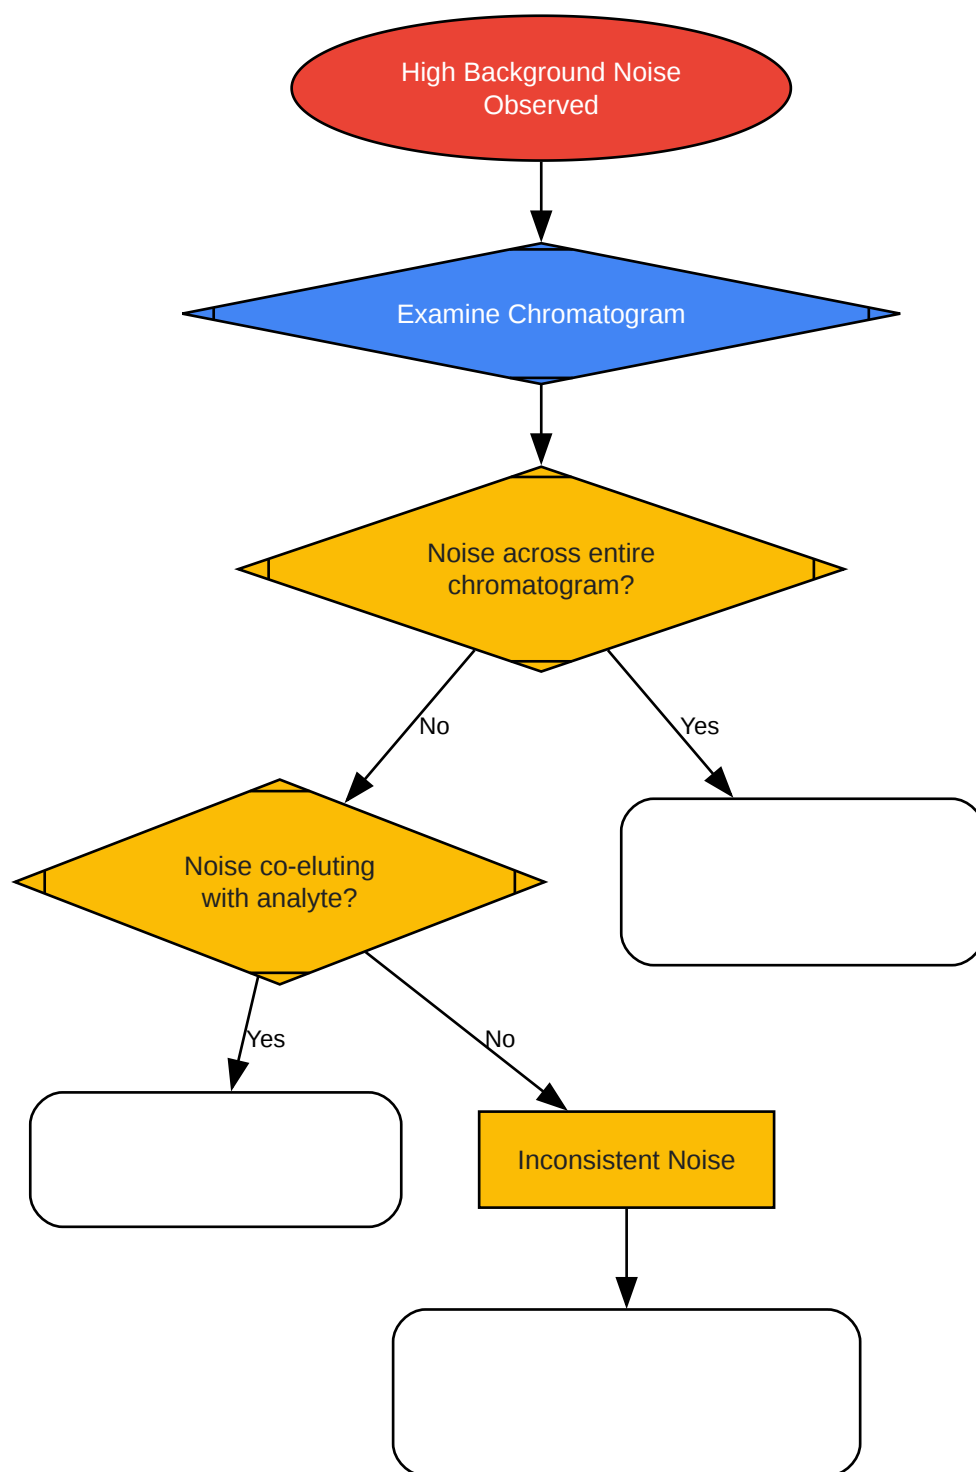 High Background Noise
Observed
Examine Chromatogram
Noise across entire
chromatogram?
No
Yes
Noise co-eluting
with analyte?
Yes
No
Inconsistent Noise